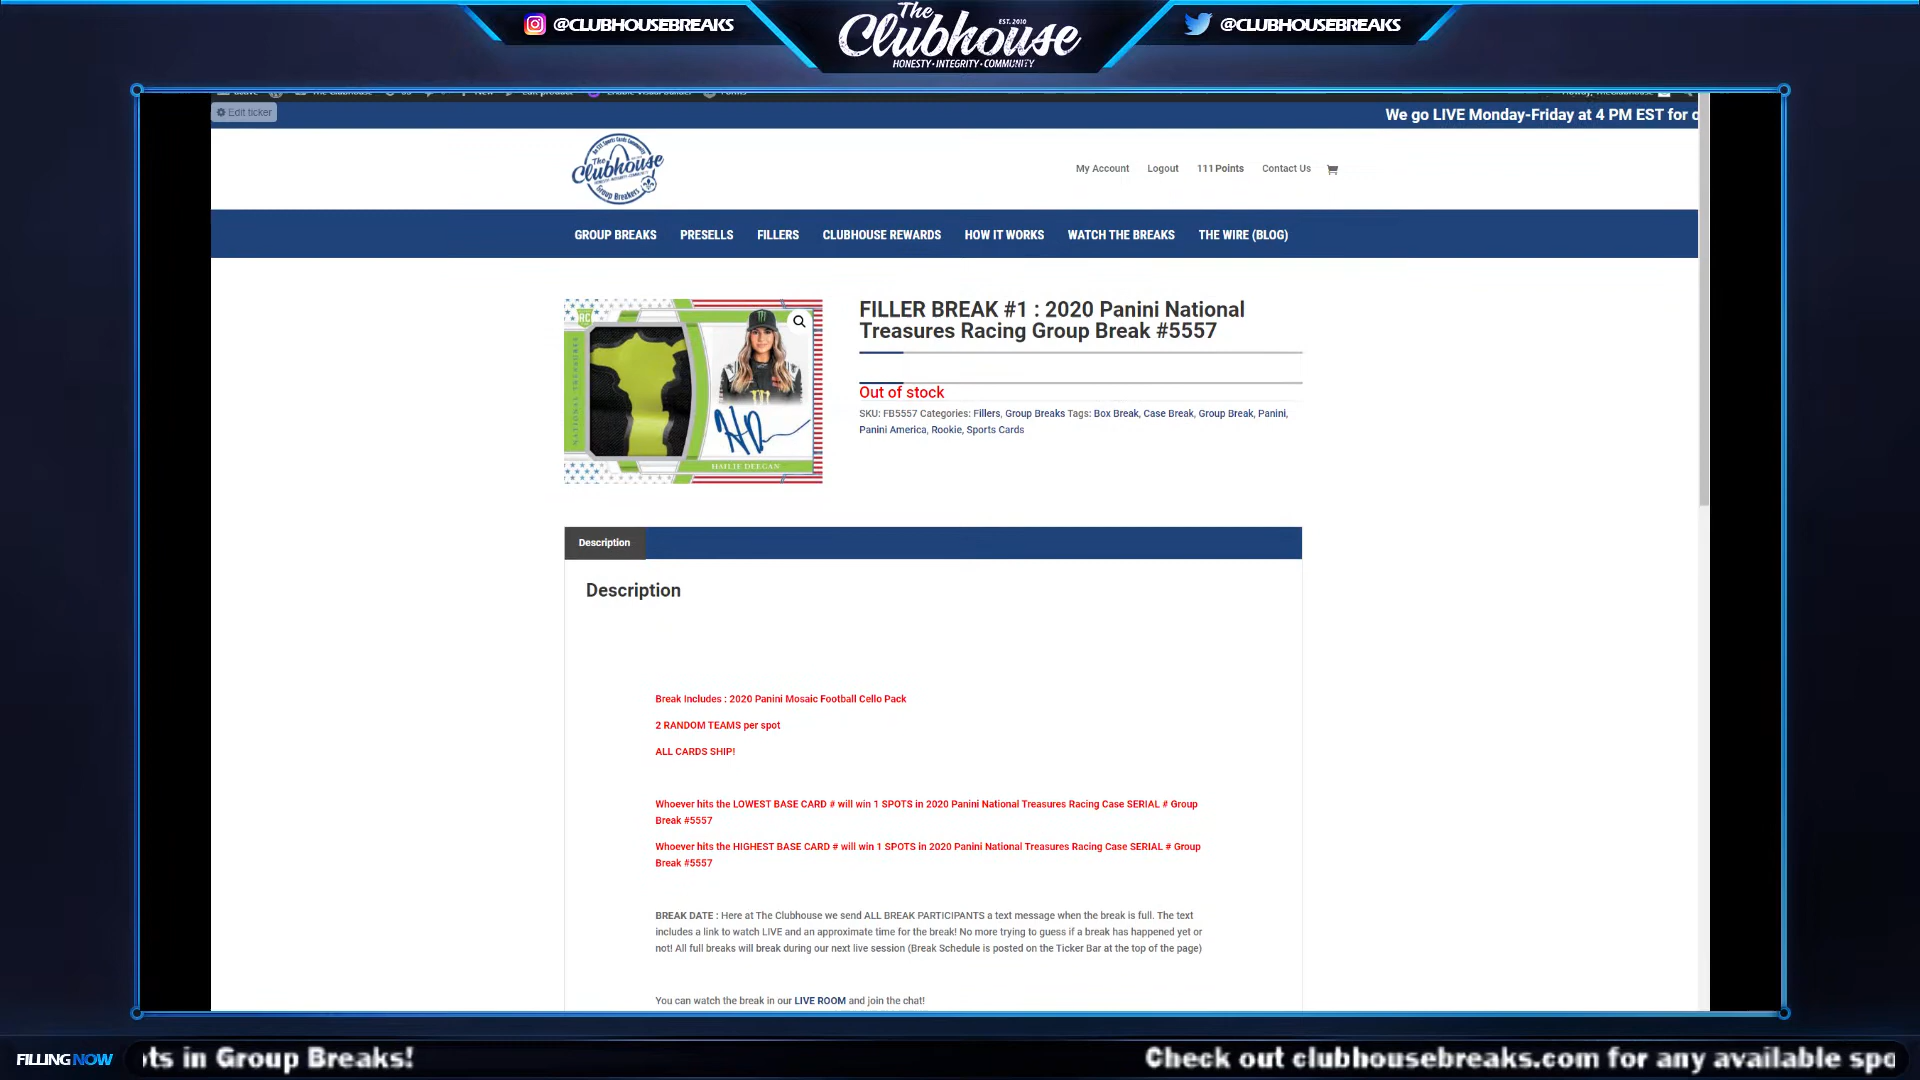 @CLUBHOUSEBREAKS
The
EST. 2010
Clubhouse
HONESTY·INTEGRITY·COMMUNITY
@CLUBHOUSEBREAKS
Edit ticker
We go LIVE Monday-Friday at 4 PM EST for
The
Clubhouse
Group Breakers
My Account
Logout
111 Points
Contact Us
GROUP BREAKS
PRESELLS
FILLERS
CLUBHOUSE REWARDS
HOW IT WORKS
WATCH THE BREAKS
THE WIRE (BLOG)
RC
NATIONAL TREASURES
HAILIE DEEGAN
FILLER BREAK #1 : 2020 Panini National
Treasures Racing Group Break #5557
Out of stock
SKU: FB5557 Categories: Fillers, Group Breaks Tags: Box Break, Case Break, Group Break, Panini,
Panini America, Rookie, Sports Cards
Description
Description
Break Includes : 2020 Panini Mosaic Football Cello Pack
2 RANDOM TEAMS per spot
ALL CARDS SHIP!
Whoever hits the LOWEST BASE CARD # will win 1 SPOTS in 2020 Panini National Treasures Racing Case SERIAL # Group
Break #5557
Whoever hits the HIGHEST BASE CARD # will win 1 SPOTS in 2020 Panini National Treasures Racing Case SERIAL # Group
Break #5557
BREAK DATE : Here at The Clubhouse we send ALL BREAK PARTICIPANTS a text message when the break is full. The text
includes a link to watch LIVE and an approximate time for the break! No more trying to guess if a break has happened yet or
not! All full breaks will break during our next live session (Break Schedule is posted on the Ticker Bar at the top of the page)
You can watch the break in our LIVE ROOM and join the chat!
FILLING NOW
ots in Group Breaks!
Check out clubhousebreaks.com for any available spo